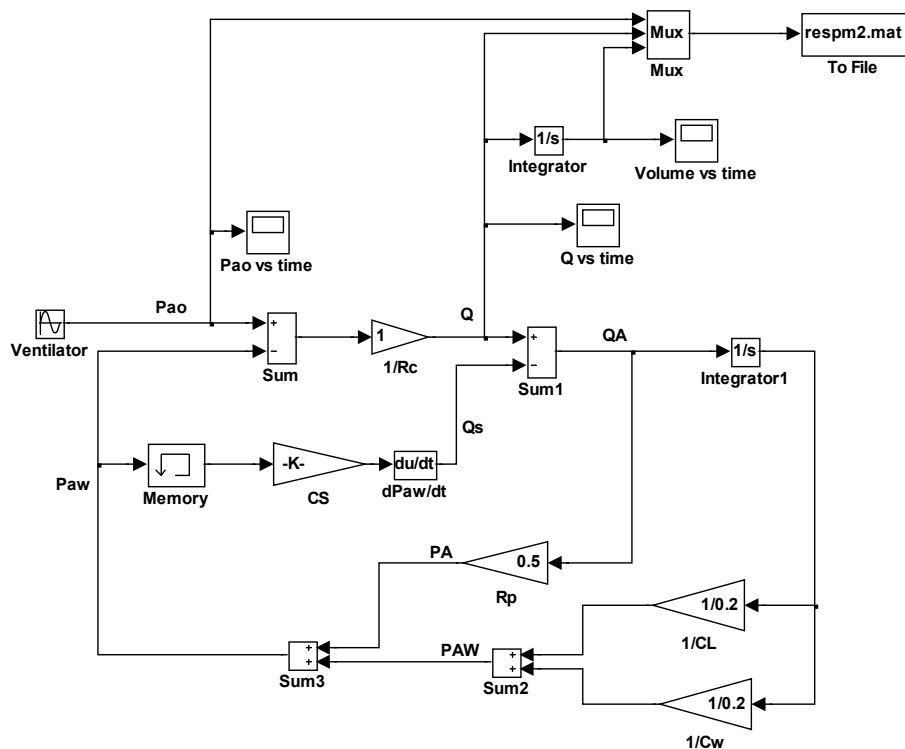 Mux
respm2.mat
Mux
To File
1/s
Integrator
Volume vs time
Pao vs time
Q vs time
Pao
Q
QA
Ventilator
+
−
Sum
1
1/Rc
+
−
Sum1
1/s
Integrator1
Qs
Paw
Memory
-K-
CS
du/dt
dPaw/dt
PA
0.5
Rp
1/0.2
1/CL
PAW
+
+
Sum3
+
+
Sum2
1/0.2
1/Cw